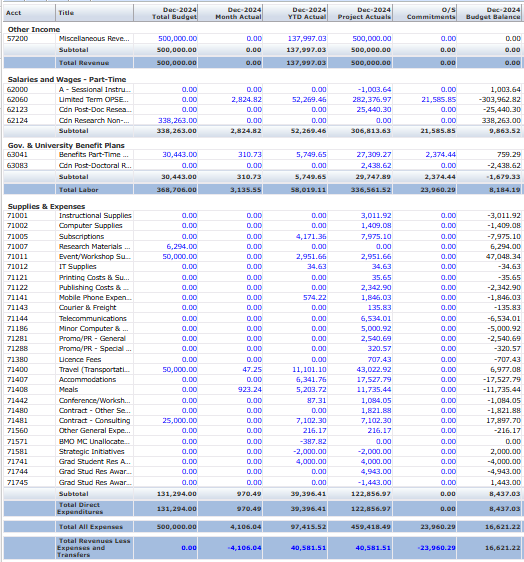 Acct Title Dec-2024 Total Budget Dec-2024 Month Actual Dec-2024 YTD Actual Dec-2024 Project Actuals O/S Commitments Dec-2024 Budget Balance
Other Income
57200 Miscellaneous Reve... 500,000.00 0.00 137,997.03 500,000.00 0.00 0.00
Subtotal 500,000.00 0.00 137,997.03 500,000.00 0.00 0.00
Total Revenue 500,000.00 0.00 137,997.03 500,000.00 0.00 0.00
Salaries and Wages - Part-Time
62000 A - Sessional Instru... 0.00 0.00 0.00 -1,003.64 0.00 1,003.64
62060 Limited Term OPSE... 0.00 2,824.82 52,269.46 282,376.97 21,585.85 -303,962.82
62123 Cdn Post-Doc Resea... 0.00 0.00 0.00 25,440.30 0.00 -25,440.30
62124 Cdn Research Non-... 338,263.00 0.00 0.00 0.00 0.00 338,263.00
Subtotal 338,263.00 2,824.82 52,269.46 306,813.63 21,585.85 9,863.52
Gov. & University Benefit Plans
63041 Benefits Part-Time ... 30,443.00 310.73 5,749.65 27,309.27 2,374.44 759.29
63083 Cdn Post-Doctoral R... 0.00 0.00 0.00 2,438.62 0.00 -2,438.62
Subtotal 30,443.00 310.73 5,749.65 29,747.89 2,374.44 -1,679.33
Total Labor 368,706.00 3,135.55 58,019.11 336,561.52 23,960.29 8,184.19
Supplies & Expenses
71001 Instructional Supplies 0.00 0.00 0.00 3,011.92 0.00 -3,011.92
71002 Computer Supplies 0.00 0.00 0.00 1,409.08 0.00 -1,409.08
71005 Subscriptions 0.00 0.00 4,171.36 7,975.10 0.00 -7,975.10
71007 Research Materials ... 6,294.00 0.00 0.00 0.00 0.00 6,294.00
71011 Event/Workshop Su... 50,000.00 0.00 2,951.66 2,951.66 0.00 47,048.34
71012 IT Supplies 0.00 0.00 34.63 34.63 0.00 -34.63
71121 Printing Costs & Su... 0.00 0.00 0.00 35.65 0.00 -35.65
71122 Publishing Costs & ... 0.00 0.00 0.00 2,342.90 0.00 -2,342.90
71141 Mobile Phone Expen... 0.00 0.00 574.22 1,846.03 0.00 -1,846.03
71143 Courier & Freight 0.00 0.00 0.00 135.83 0.00 -135.83
71144 Telecommunications 0.00 0.00 0.00 6,534.01 0.00 -6,534.01
71186 Minor Computer & ... 0.00 0.00 0.00 5,000.92 0.00 -5,000.92
71281 Promo/PR - General 0.00 0.00 0.00 2,540.69 0.00 -2,540.69
71288 Promo/PR - Special ... 0.00 0.00 0.00 320.57 0.00 -320.57
71380 Licence Fees 0.00 0.00 0.00 707.43 0.00 -707.43
71400 Travel (Transportati... 50,000.00 47.25 11,101.10 43,022.92 0.00 6,977.08
71407 Accommodations 0.00 0.00 6,341.76 17,527.79 0.00 -17,527.79
71408 Meals 0.00 923.24 5,203.72 11,735.44 0.00 -11,735.44
71442 Conference/Worksh... 0.00 0.00 87.31 1,084.05 0.00 -1,084.05
71480 Contract - Other Se... 0.00 0.00 0.00 1,821.88 0.00 -1,821.88
71481 Contract - Consulting 25,000.00 0.00 7,102.30 7,102.30 0.00 17,897.70
71560 Other General Expe... 0.00 0.00 216.17 216.17 0.00 -216.17
71571 BMO MC Unallocate... 0.00 0.00 -387.82 0.00 0.00 0.00
71581 Strategic Initiatives 0.00 0.00 -2,000.00 -2,000.00 0.00 2,000.00
71741 Grad Student Res A... 0.00 0.00 4,000.00 4,000.00 0.00 -4,000.00
71744 Grad Stud Res Awar... 0.00 0.00 0.00 4,943.00 0.00 -4,943.00
71745 Grad Stud Res Awar... 0.00 0.00 0.00 -1,443.00 0.00 1,443.00
Subtotal 131,294.00 970.49 39,396.41 122,856.97 0.00 8,437.03
Total Direct Expenditures 131,294.00 970.49 39,396.41 122,856.97 0.00 8,437.03
Total All Expenses 500,000.00 4,106.04 97,415.52 459,418.49 23,960.29 16,621.22
Total Revenues Less Expenses and Transfers 0.00 -4,106.04 40,581.51 40,581.51 -23,960.29 16,621.22